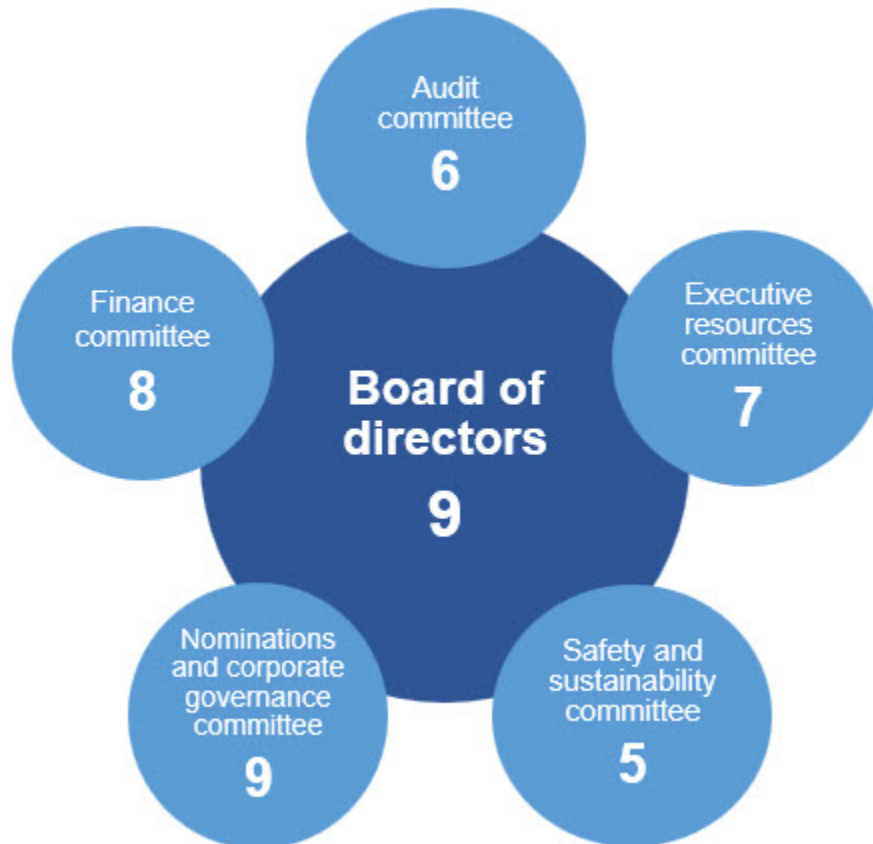 Audit
committee
6
Finance
committee
8
Executive
resources
committee
7
Board of
directors
9
Nominations
and corporate
governance
committee
9
Safety and
sustainability
committee
5